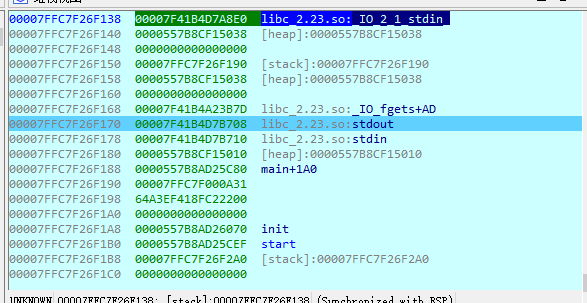 00007FFC7F26F138 00007F41B4D7A8E0 libc_2.23.so:_IO_2_1_stdin_
00007FFC7F26F140 0000557B8CF15038 [heap]:0000557B8CF15038
00007FFC7F26F148 0000000000000000
00007FFC7F26F150 00007FFC7F26F190 [stack]:00007FFC7F26F190
00007FFC7F26F158 0000557B8CF15038 [heap]:0000557B8CF15038
00007FFC7F26F160 0000000000000000
00007FFC7F26F168 00007F41B4A23B7D libc_2.23.so:_IO_fgets+AD
00007FFC7F26F170 00007F41B4D7B708 libc_2.23.so:stdout
00007FFC7F26F178 00007F41B4D7B710 libc_2.23.so:stdin
00007FFC7F26F180 0000557B8CF15010 [heap]:0000557B8CF15010
00007FFC7F26F188 0000558B7AD25C80 main+1A0
00007FFC7F26F190 00007FFC7F000A31
00007FFC7F26F198 64A3EF418FC22200
00007FFC7F26F1A0 0000000000000000
00007FFC7F26F1A8 0000557B8AD26070 init
00007FFC7F26F1B0 0000557B8AD25CEF start
00007FFC7F26F1B8 00007FFC7F26F2A0 [stack]:00007FFC7F26F2A0
00007FFC7F26F1C0 0000000000000000
UNKNOWN 00007FFC7F26F138: [stack]:00007FFC7F26F138 (Synchronized with RSP)